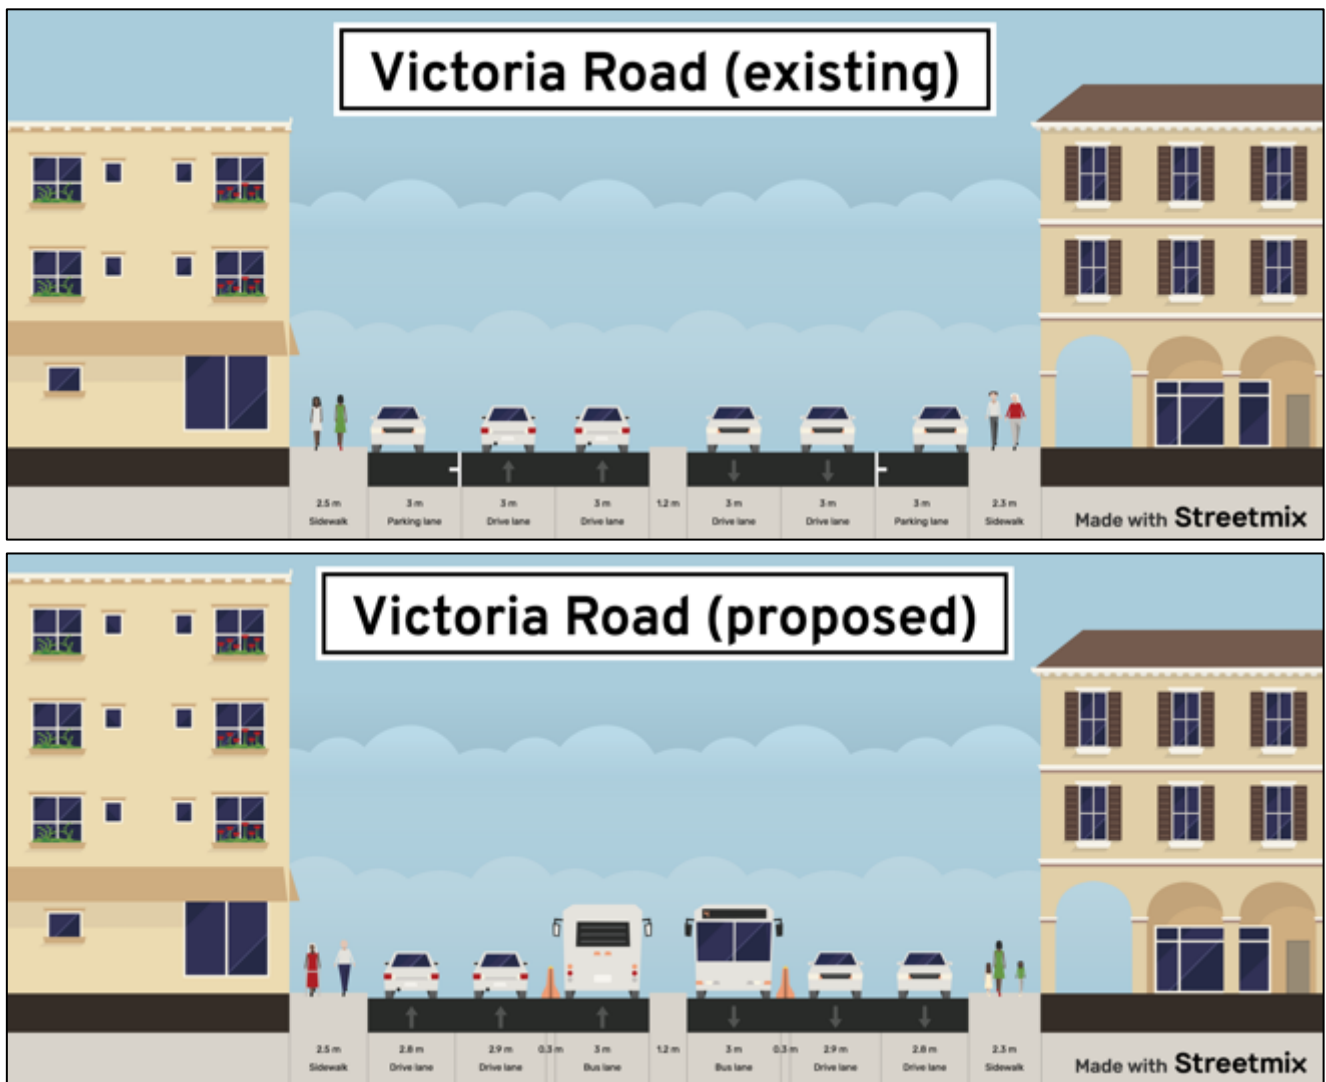 Victoria Road (existing)
2.5 m 3 m 3 m 3 m 1.2 m 3 m 3 m 3 m 2.3 m
Sidewalk Parking lane Drive lane Drive lane Drive lane Drive lane Parking lane Sidewalk
Made with Streetmix
Victoria Road (proposed)
2.5 m 2.8 m 2.9 m 0.3 m 3 m 1.2 m 3 m 0.3 m 2.9 m 2.8 m 2.3 m
Sidewalk Drive lane Drive lane Bus lane Bus lane Drive lane Drive lane Sidewalk
Made with Streetmix